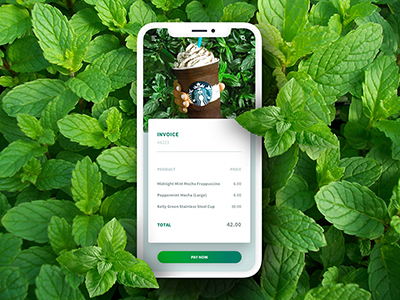 INVOICE
PRODUCT PRICE
Midnight Mint Mocha Frappuccino 6.00
Peppermint Mocha (Large) 6.00
Kelly Green Stainless Steel Cup 30.00
TOTAL 42.00
PAY NOW